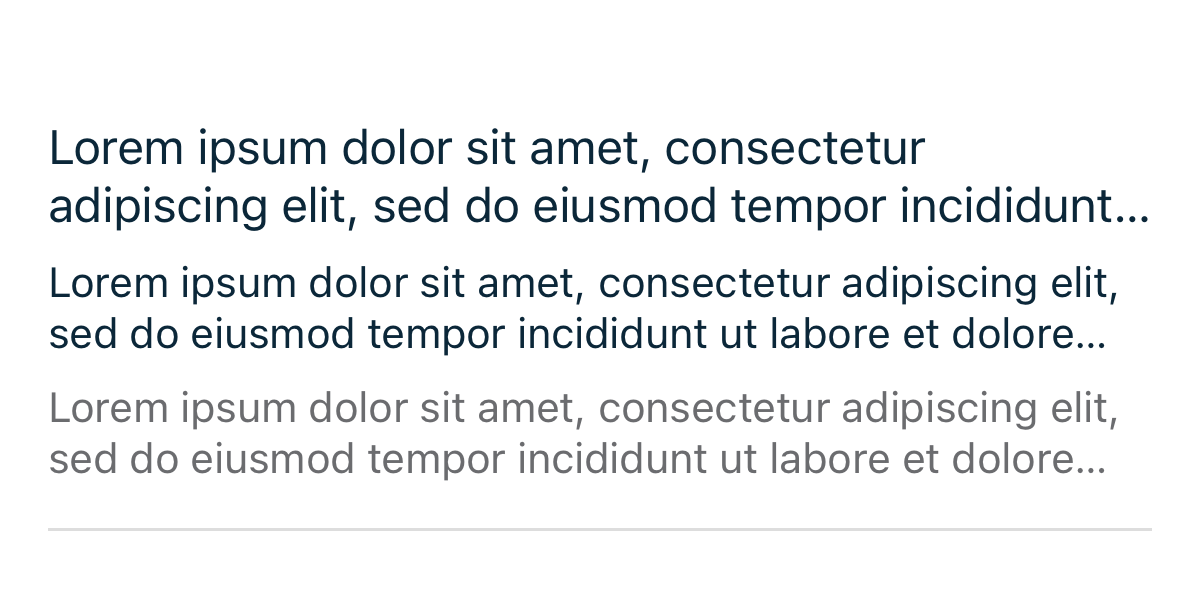 Lorem ipsum dolor sit amet, consectetur
adipiscing elit, sed do eiusmod tempor incididunt...
Lorem ipsum dolor sit amet, consectetur adipiscing elit,
sed do eiusmod tempor incididunt ut labore et dolore...
Lorem ipsum dolor sit amet, consectetur adipiscing elit,
sed do eiusmod tempor incididunt ut labore et dolore...